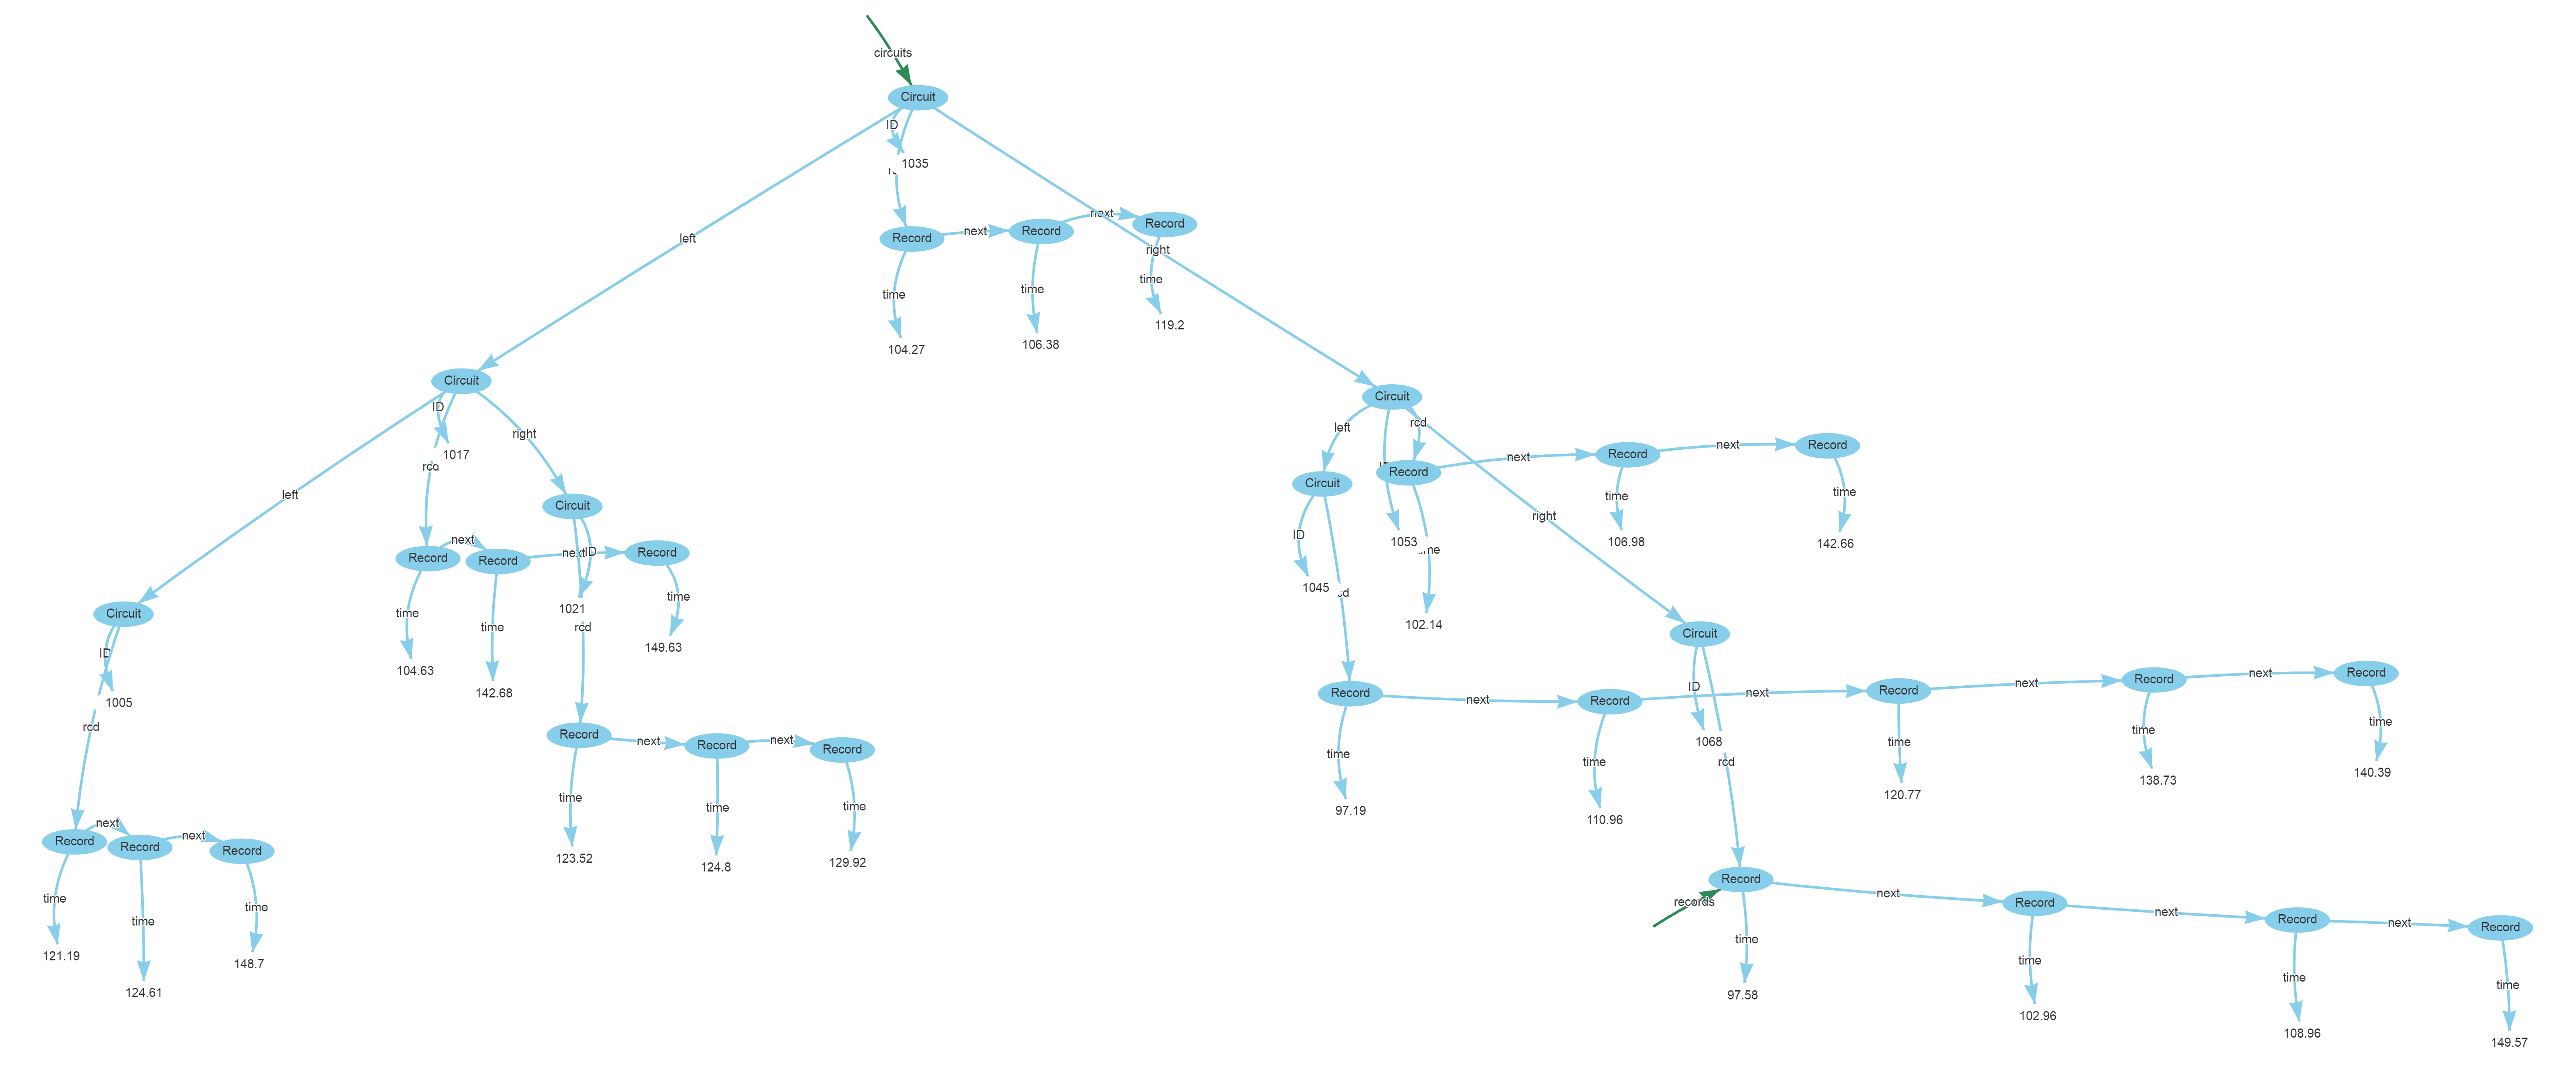 circuits
Circuit
ID
1035
left
Record
next
Record
next
Record
right
time
time
time
119.2
106.38
104.27
Circuit
ID
right
1017
rcd
left
Circuit
Record
next
Record
next
ID
Record
time
time
time
1021
rcd
149.63
104.63
142.68
Circuit
ID
1005
rcd
Record
next
Record
next
Record
time
time
time
123.52
124.8
129.92
Record
next
Record
next
Record
time
time
time
121.19
124.61
148.7
Circuit
rcd
left
Record
next
Record
next
Record
Circuit
time
time
right
ID
1053
106.98
142.66
1045
102.14
Circuit
ID
1068
rcd
Record
next
Record
next
Record
next
Record
next
Record
time
time
time
time
time
97.19
110.96
120.77
138.73
140.39
Record
records
next
Record
next
Record
next
Record
time
time
time
time
97.58
102.96
108.96
149.57